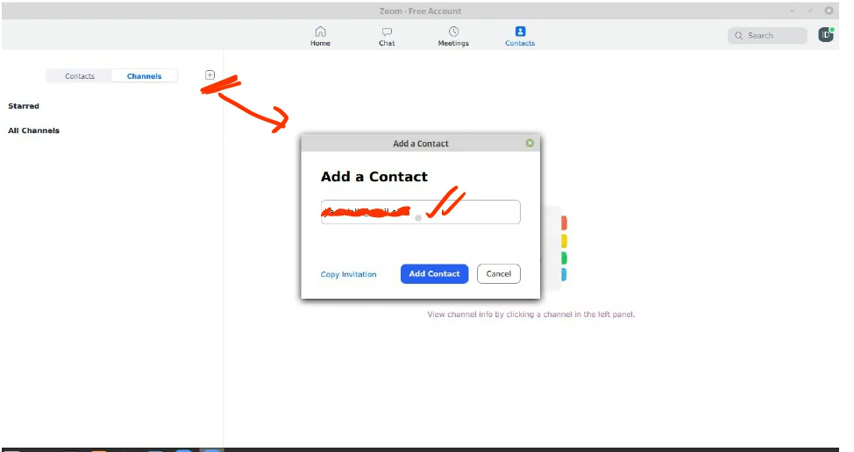 Zoom - Free Account
Home
Chat
Meetings
Contacts
Search
Contacts
Channels
Starred
All Channels
Add a Contact
Add a Contact
Copy Invitation
Add Contact
Cancel
View channel info by clicking a channel in the left panel.